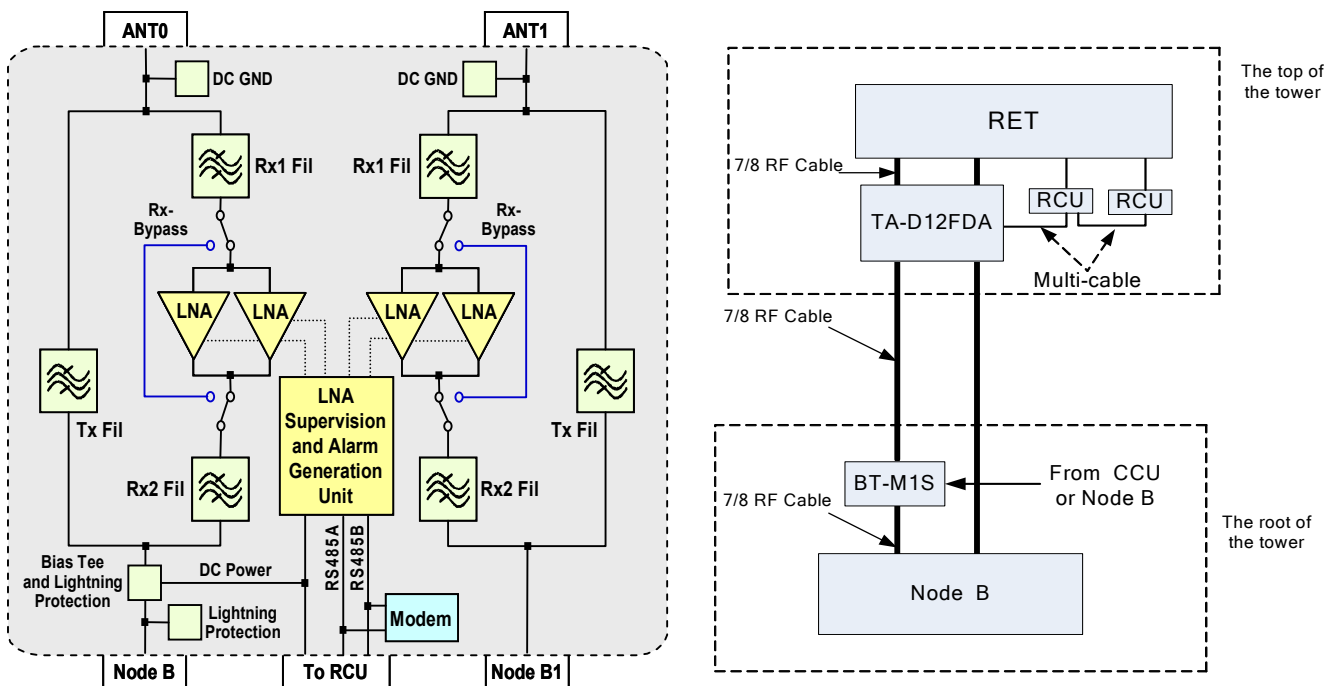 ANT0
ANT1
DC GND
DC GND
Rx1 Fil
Rx1 Fil
Rx-
Bypass
Rx-
Bypass
LNA
LNA
LNA
LNA
Tx Fil
Tx Fil
LNA
Supervision
and Alarm
Generation
Unit
Rx2 Fil
Rx2 Fil
Bias Tee
and Lightning
Protection
DC Power
RS485A
RS485B
Lightning
Protection
Modem
Node B
To RCU
Node B1
The top of
the tower
RET
7/8 RF Cable
TA-D12FDA
RCU
RCU
Multi-cable
7/8 RF Cable
BT-M1S
From CCU
or Node B
7/8 RF Cable
The root of
the tower
Node B